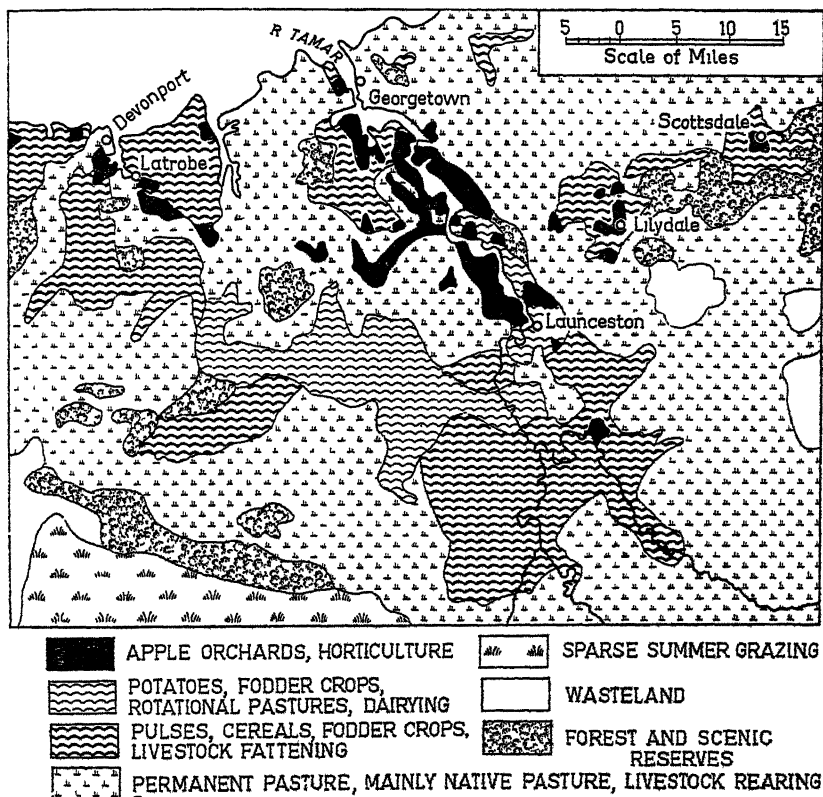 5 0 5 10 15
Scale of Miles
R TAMAR
Georgetown
Devonport
Scottsdale
Latrobe
Lilydale
Launceston
APPLE ORCHARDS, HORTICULTURE
POTATOES, FODDER CROPS,
ROTATIONAL PASTURES, DAIRYING
PULSES, CEREALS, FODDER CROPS,
LIVESTOCK FATTENING
PERMANENT PASTURE, MAINLY NATIVE PASTURE, LIVESTOCK REARING
SPARSE SUMMER GRAZING
WASTELAND
FOREST AND SCENIC
RESERVES